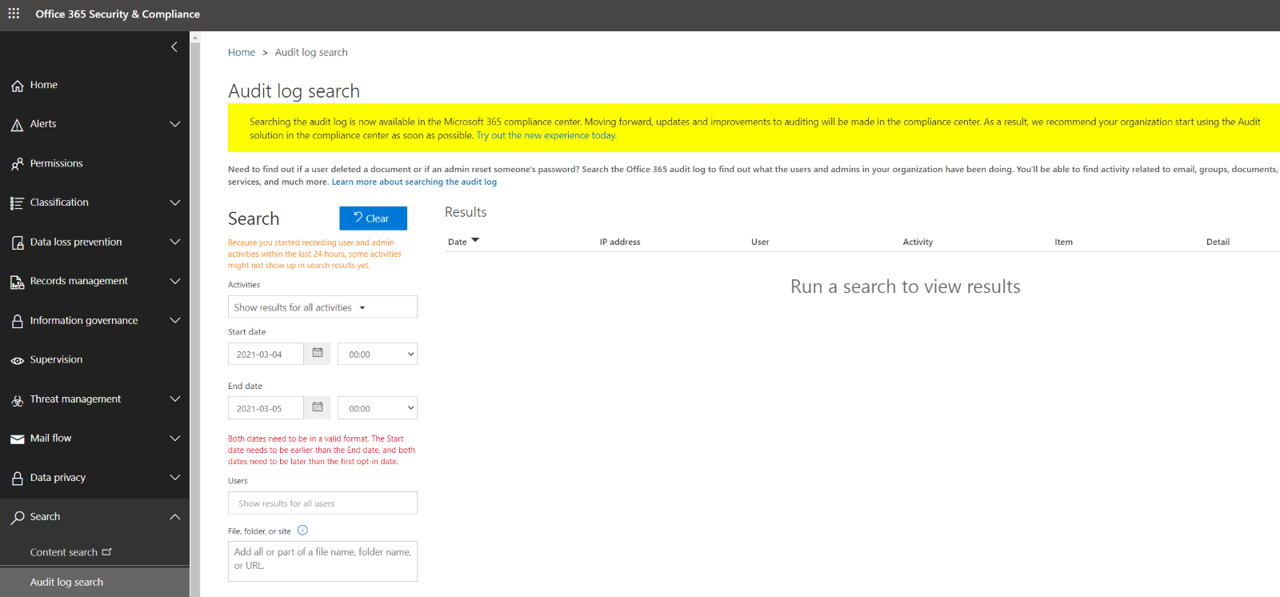 Office 365 Security & Compliance
Home
Alerts
Permissions
Classification
Data loss prevention
Records management
Information governance
Supervision
Threat management
Mail flow
Data privacy
Search
Content search
Audit log search
Home > Audit log search
Audit log search
Searching the audit log is now available in the Microsoft 365 compliance center. Moving forward, updates and improvements to auditing will be made in the compliance center. As a result, we recommend your organization start using the Audit
solution in the compliance center as soon as possible. Try out the new experience today.
Need to find out if a user deleted a document or if an admin reset someone's password? Search the Office 365 audit log to find out what the users and admins in your organization have been doing. You'll be able to find activity related to email, groups, documents,
services, and much more. Learn more about searching the audit log
Search
Clear
Because you started recording user and admin
activities within the last 24 hours, some activities
might not show up in search results yet.
Activities
Show results for all activities
Start date
2021-03-04 00:00
End date
2021-03-05 00:00
Both dates need to be in a valid format. The Start
date needs to be earlier than the End date, and both
dates need to be later than the first opt-in date.
Users
Show results for all users
File, folder, or site
Add all or part of a file name, folder name,
or URL.
Results
Date IP address User Activity Item Detail
Run a search to view results